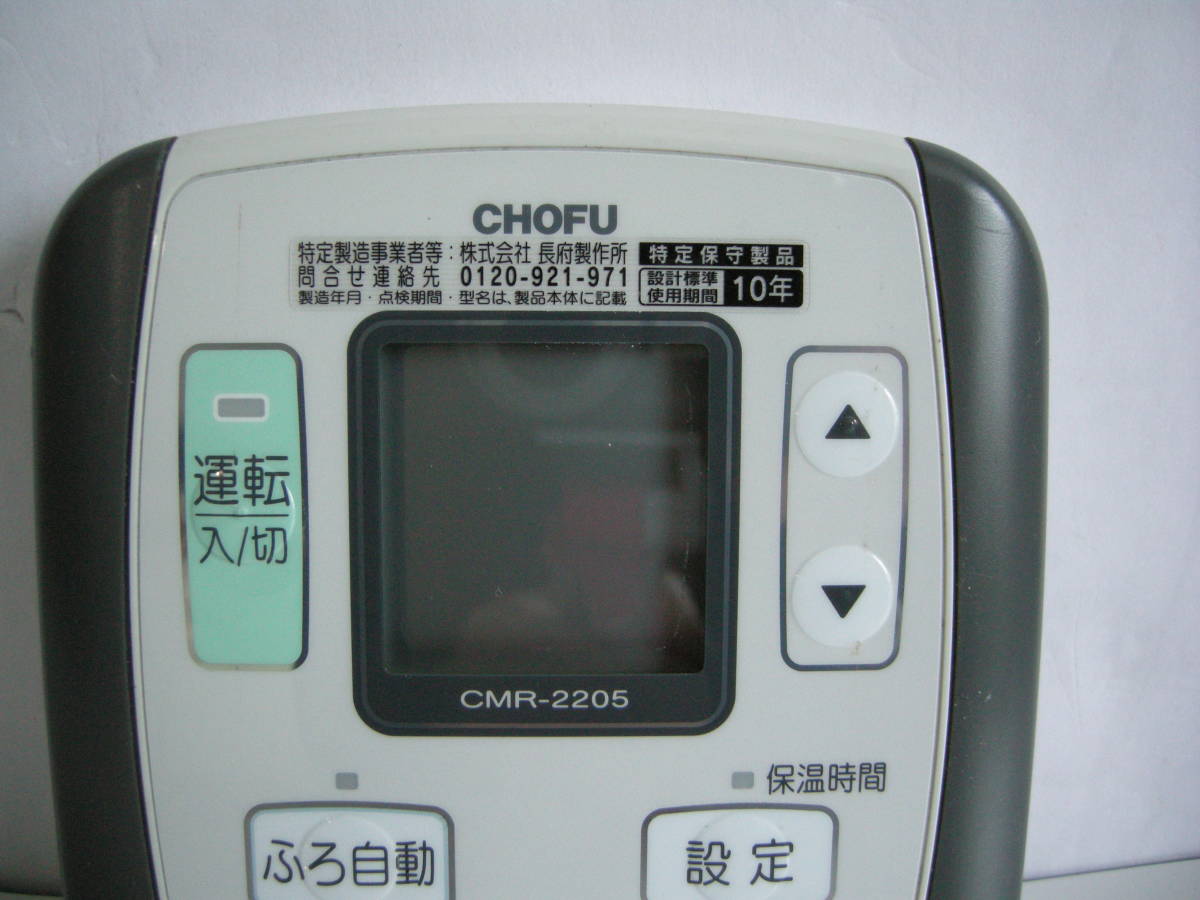 CHOFU
特定製造事業者等：株式会社 長府製作所
問合せ連絡先 0120-921-971
製造年月・点検期間・型名は、製品本体に記載
特定保守製品
設計標準
使用期間
10年
運転
入/切
▲
▼
CMR-2205
保温時間
ふろ自動
設定